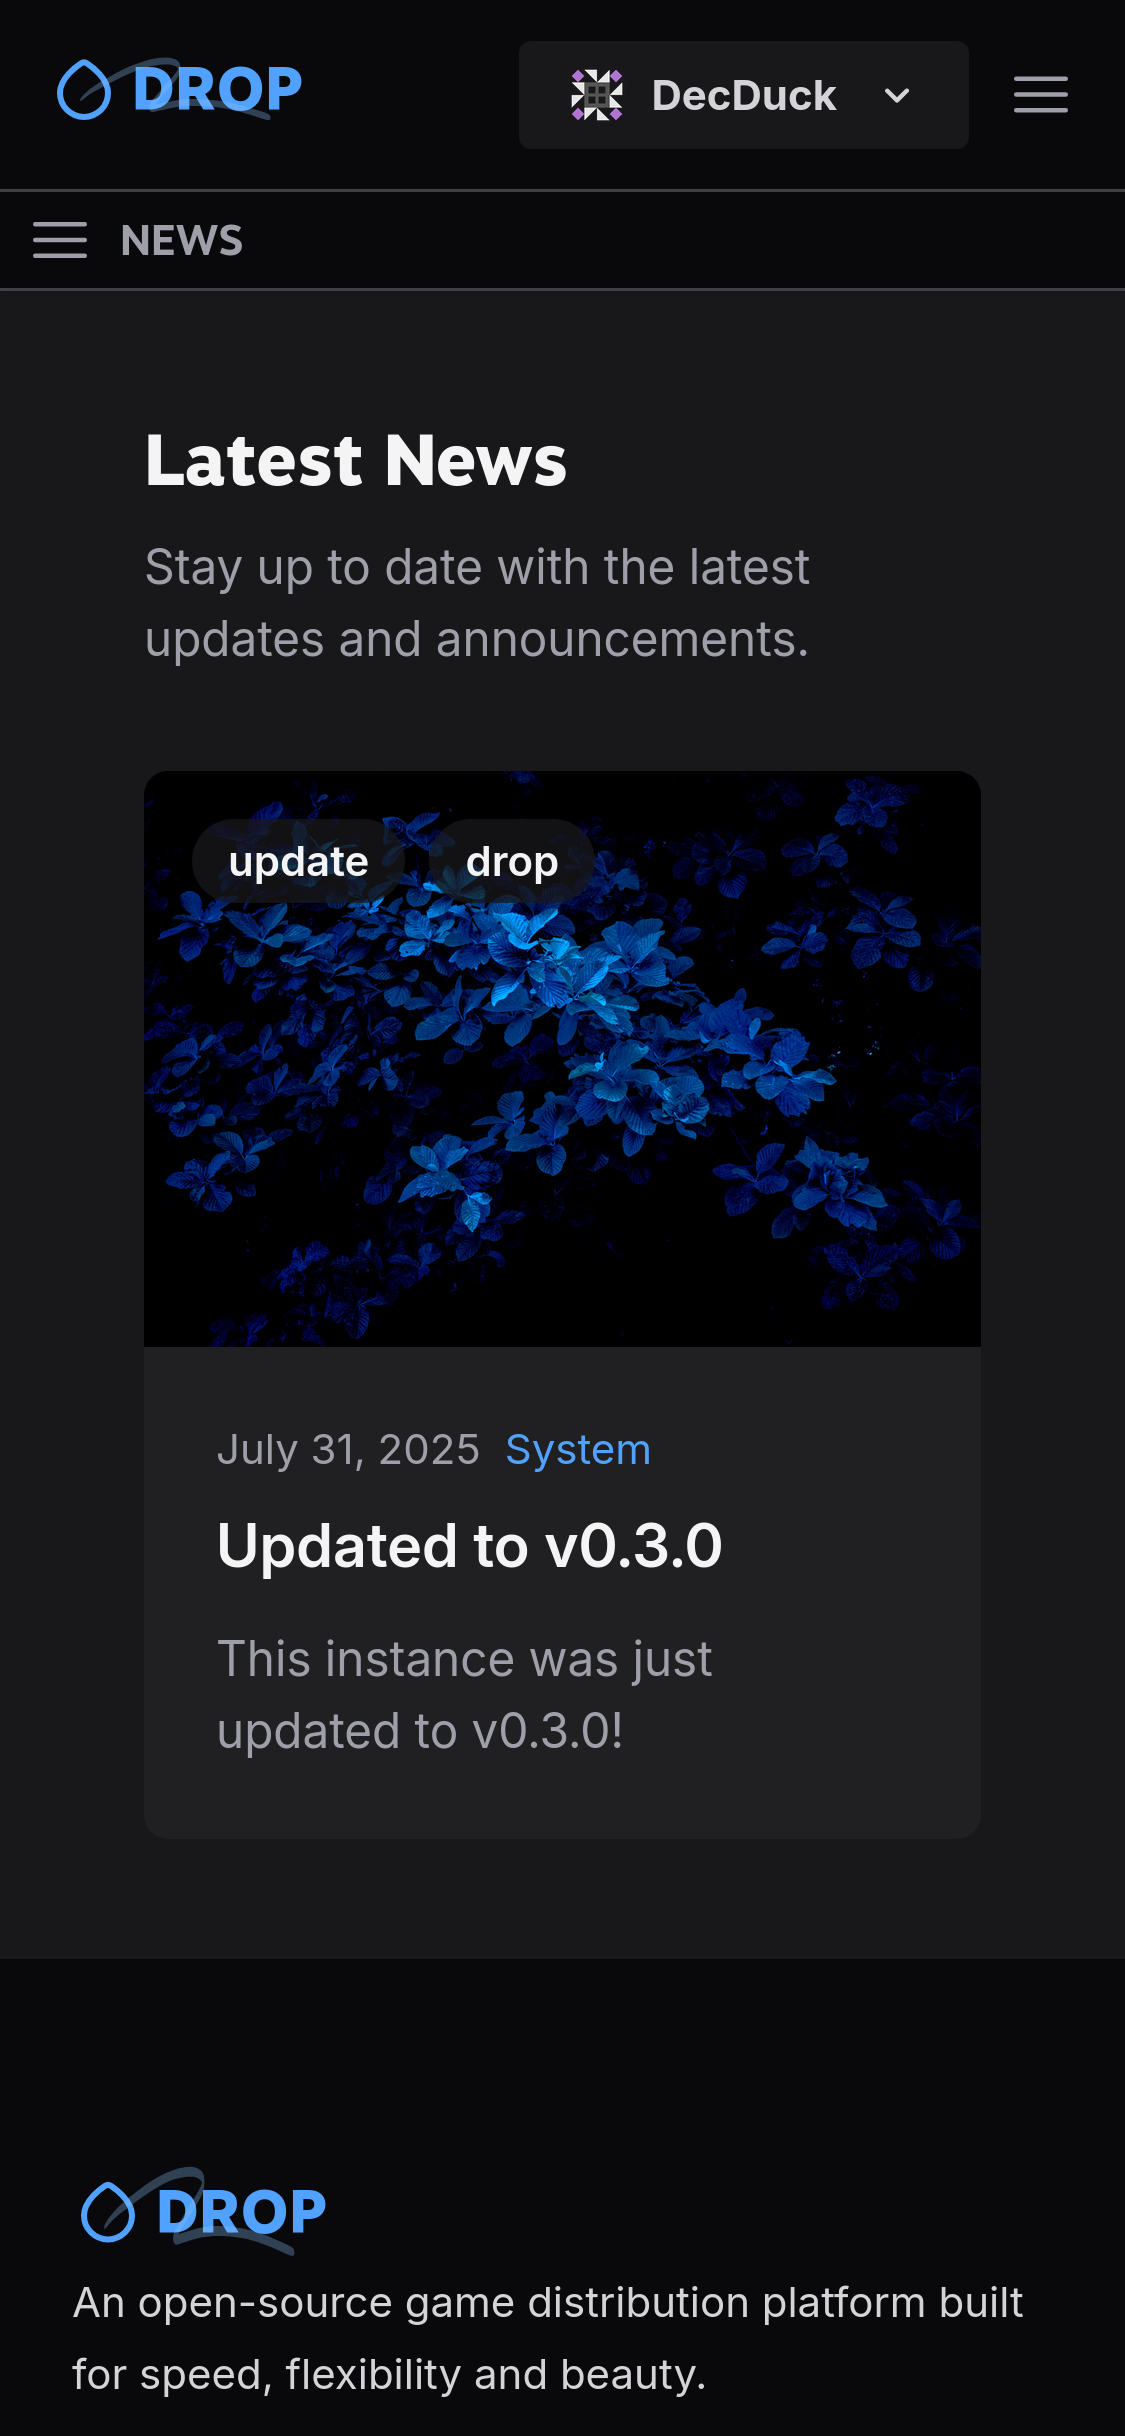 DROP
DecDuck
NEWS
Latest News
Stay up to date with the latest
updates and announcements.
update
drop
July 31, 2025 System
Updated to v0.3.0
This instance was just
updated to v0.3.0!
DROP
An open-source game distribution platform built
for speed, flexibility and beauty.